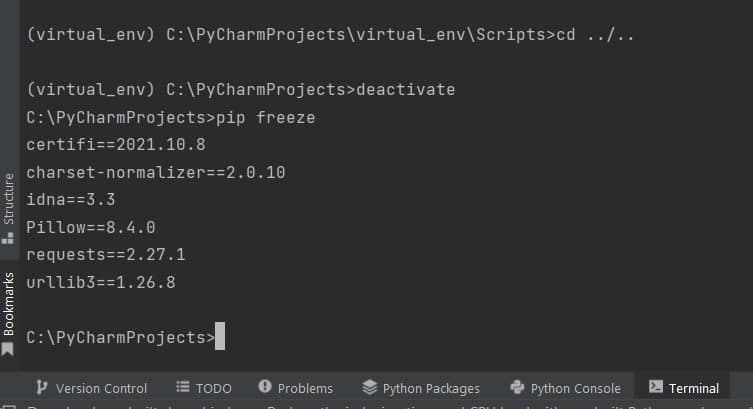 (virtual_env) C:\PyCharmProjects\virtual_env\Scripts>cd ../..
(virtual_env) C:\PyCharmProjects>deactivate
C:\PyCharmProjects>pip freeze
certifi==2021.10.8
charset-normalizer==2.0.10
idna==3.3
Pillow==8.4.0
requests==2.27.1
urllib3==1.26.8
C:\PyCharmProjects>
Structure
Bookmarks
Version Control
TODO
Problems
Python Packages
Python Console
Terminal